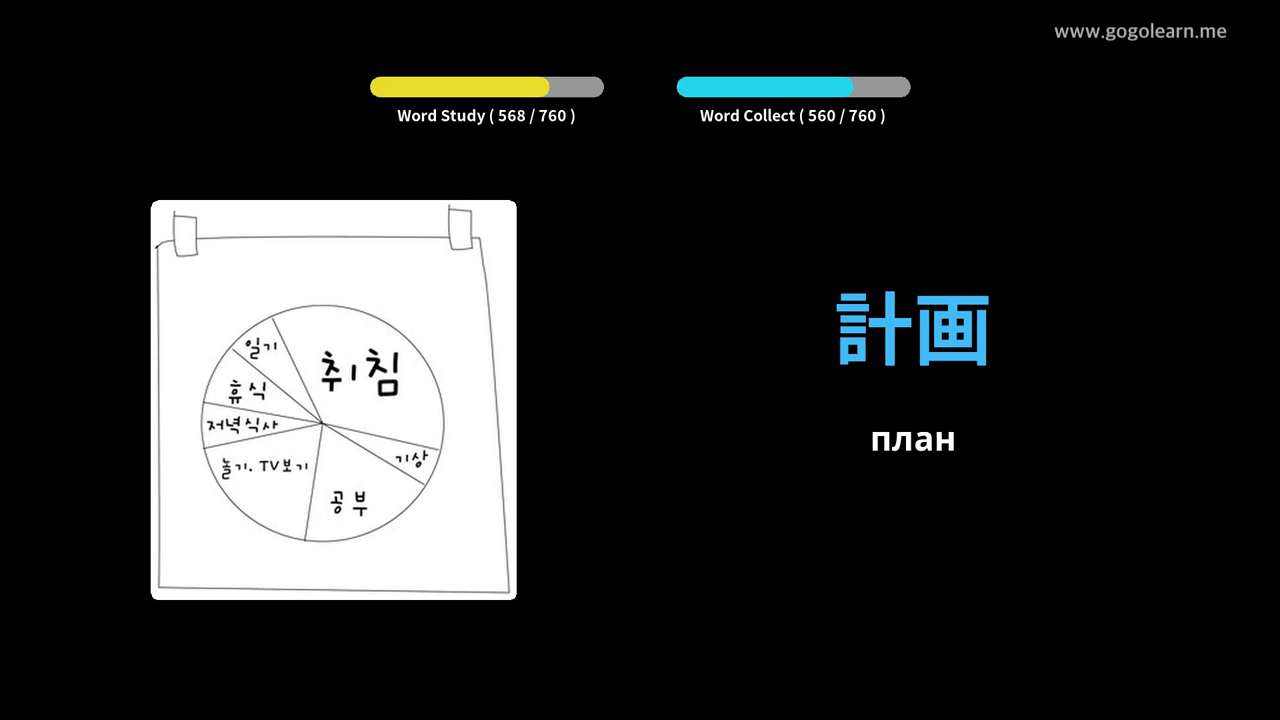 www.gogolearn.me
Word Study ( 568 / 760 )
Word Collect ( 560 / 760 )
일기
취침
휴식
저녁식사
놀기. TV보기
기상
공부
計画
план